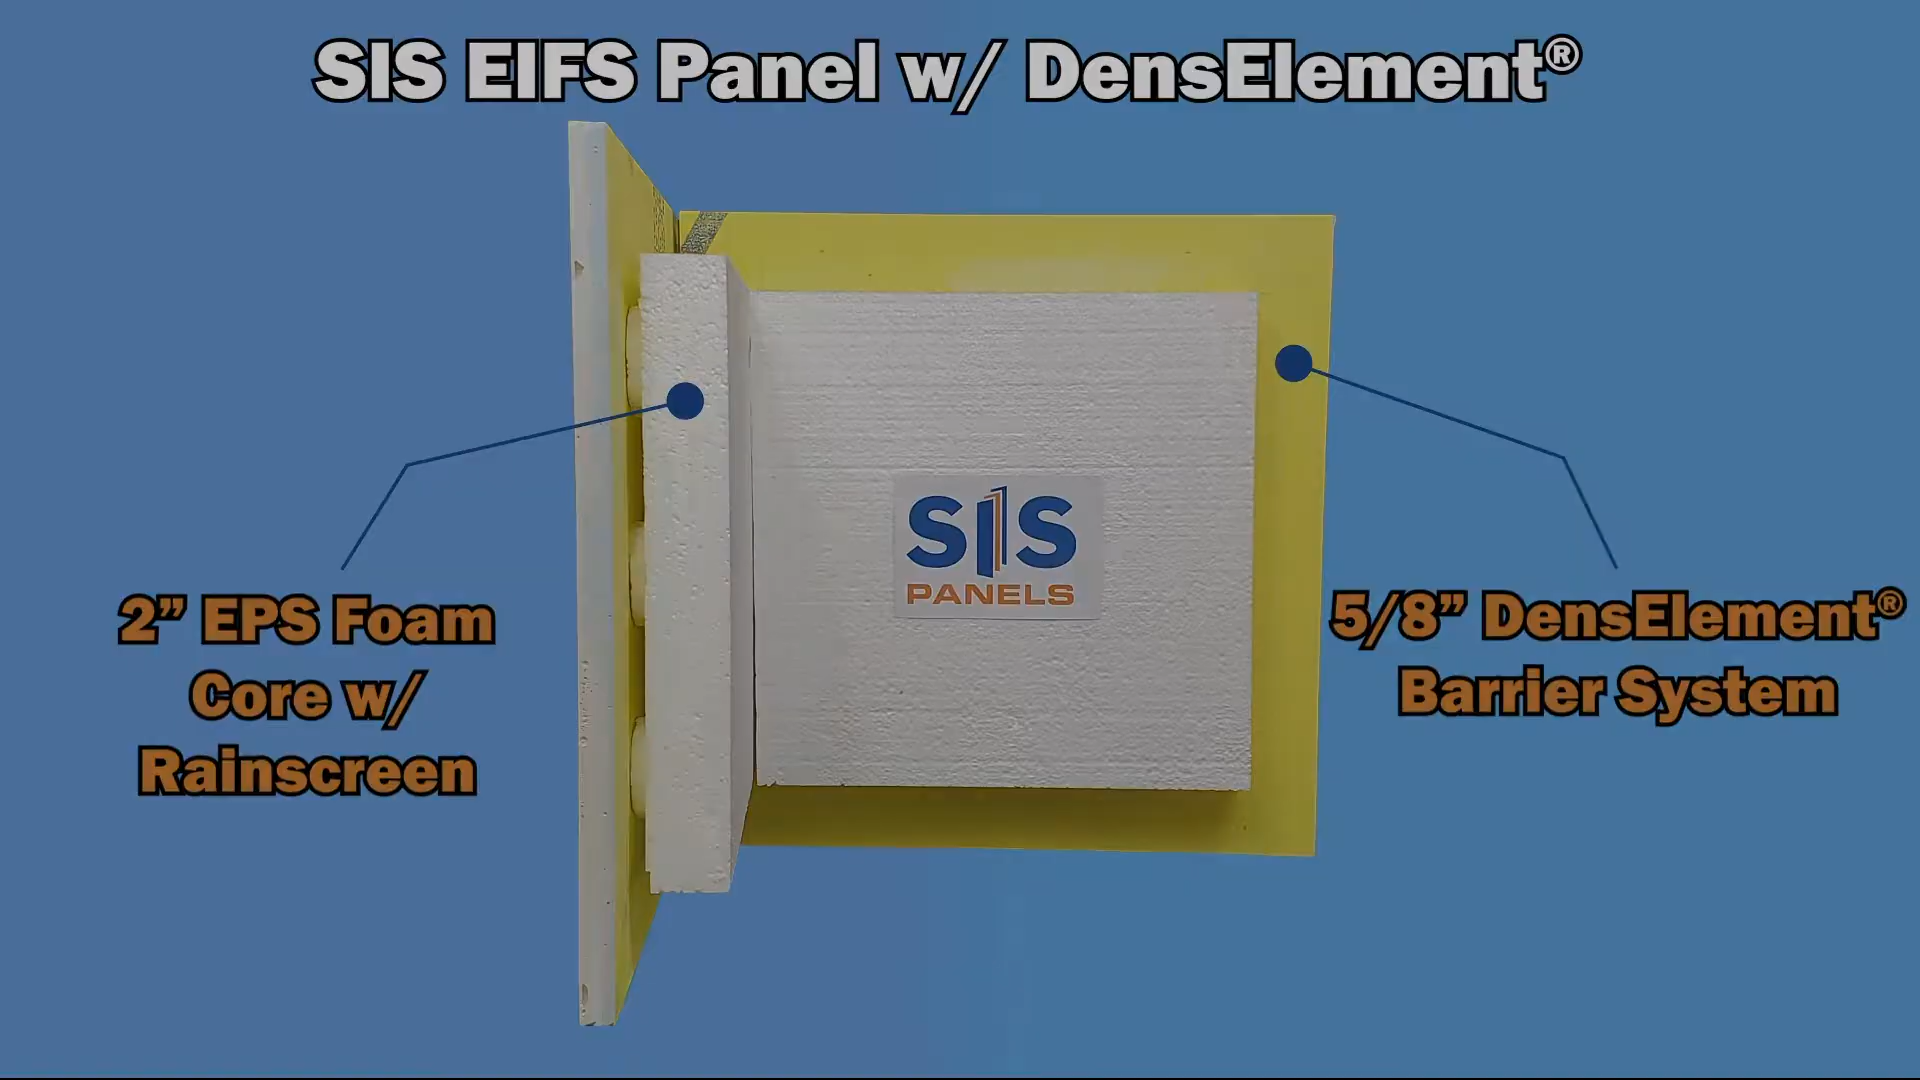 SIS EIFS Panel w/ DensElement®
2” EPS Foam
Core w/
Rainscreen
SIS
PANELS
5/8” DensElement®
Barrier System